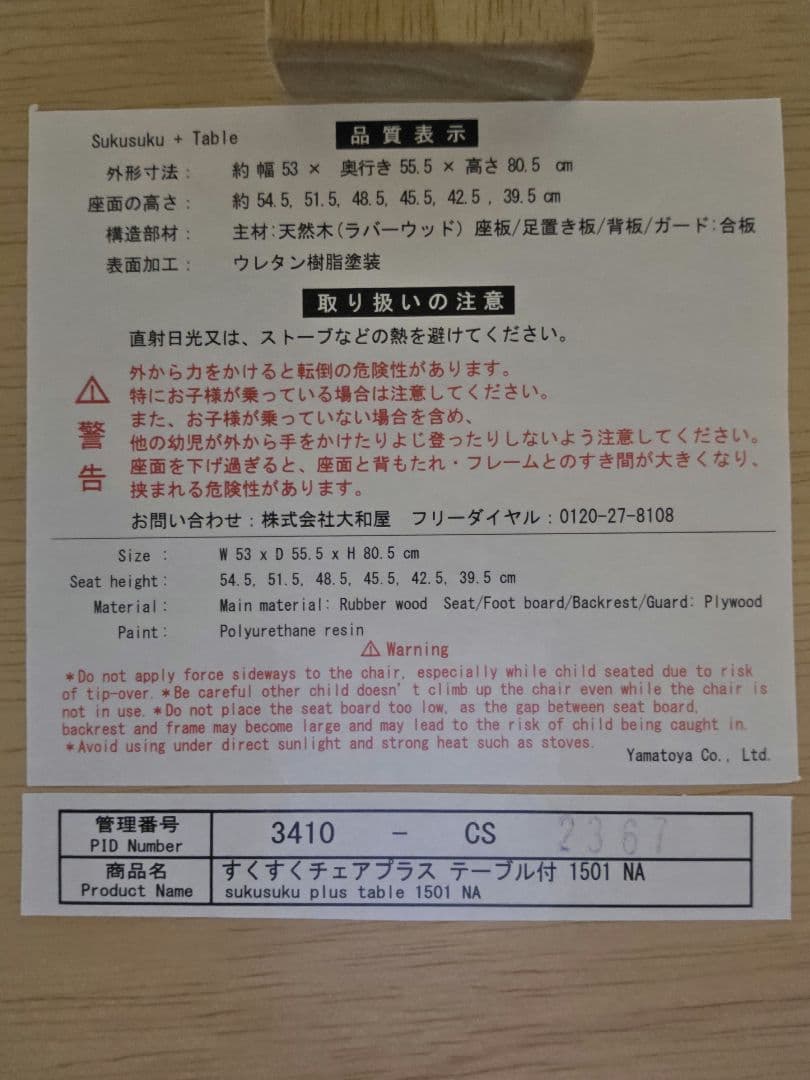 Sukusuku + Table 品質表示
外形寸法： 約 幅 53 × 奥行き 55.5 × 高さ 80.5 ㎝
座面の高さ： 約 54.5, 51.5, 48.5, 45.5, 42.5 , 39.5 ㎝
構造部材： 主材:天然木(ラバーウッド) 座板/足置き板/背板/ガード:合板
表面加工： ウレタン樹脂塗装
取り扱いの注意
直射日光又は、ストーブなどの熱を避けてください。
⚠警告
外から力をかけると転倒の危険性があります。
特にお子様が乗っている場合は注意してください。
また、お子様が乗っていない場合を含め、
他の幼児が外から手をかけたりよじ登ったりしないよう注意してください。
座面を下げ過ぎると、座面と背もたれ・フレームとのすき間が大きくなり、
挟まれる危険性があります。
お問い合わせ：株式会社大和屋 フリーダイヤル：0120-27-8108
Size : W 53 x D 55.5 x H 80.5 cm
Seat height: 54.5, 51.5, 48.5, 45.5, 42.5, 39.5 cm
Material: Main material: Rubber wood Seat/Foot board/Backrest/Guard: Plywood
Paint: Polyurethane resin
⚠Warning
*Do not apply force sideways to the chair, especially while child seated due to risk
of tip-over. *Be careful other child doesn't climb up the chair even while the chair is
not in use. *Do not place the seat board too low, as the gap between seat board,
backrest and frame may become large and may lead to the risk of child being caught in.
*Avoid using under direct sunlight and strong heat such as stoves.
Yamatoya Co., Ltd.
管理番号
PID Number
3410 - CS 2367
商品名
Product Name
すくすくチェアプラス テーブル付 1501 NA
sukusuku plus table 1501 NA